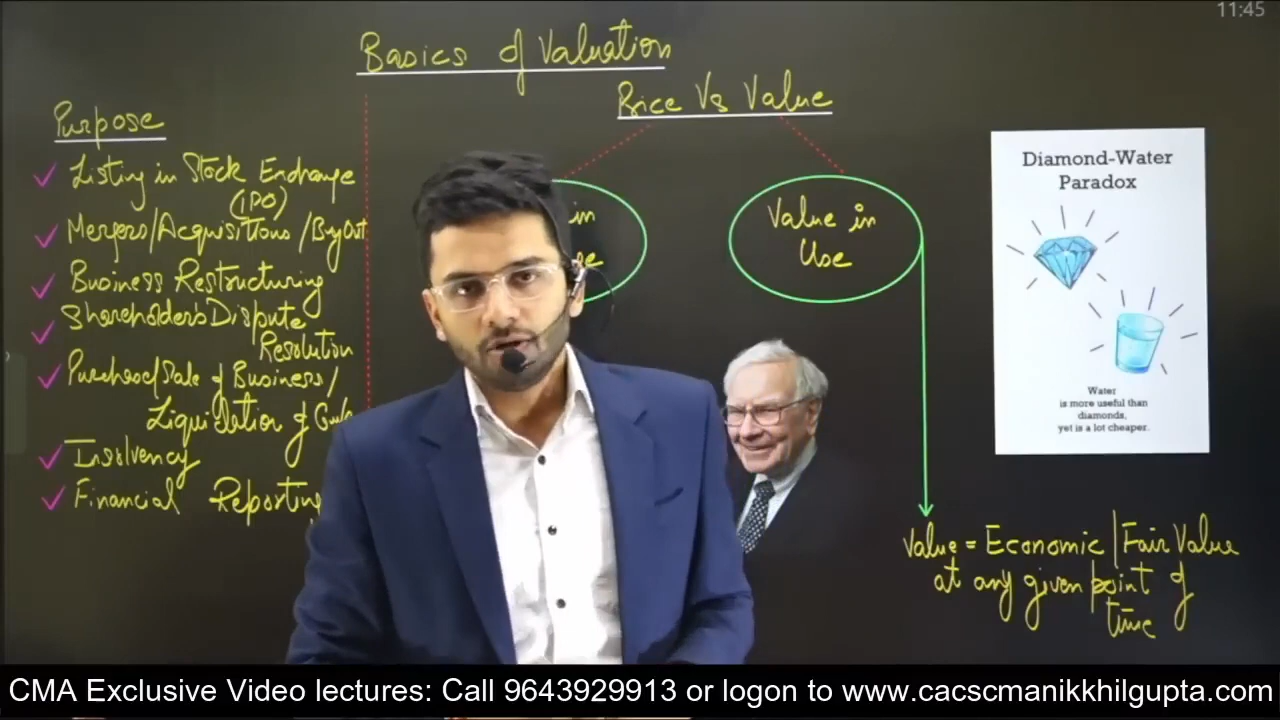 11:45
Basics of Valuation
Price Vs Value
Purpose
Listing in Stock Exchange
(IPO)
Mergers/Acquisitions/Buyout
Business Restructuring
Shareholders Dispute
Resolution
Purchase/Sale of Business/
Liquidation of
Insolvency
Financial Reporting
in
Value in
Use
Diamond-Water
Paradox
Water
is more useful than
diamonds,
yet is a lot cheaper.
Value = Economic | Fair Value
at any given point of
time
CMA Exclusive Video lectures: Call 9643929913 or logon to www.cacscmanikkhilgupta.com